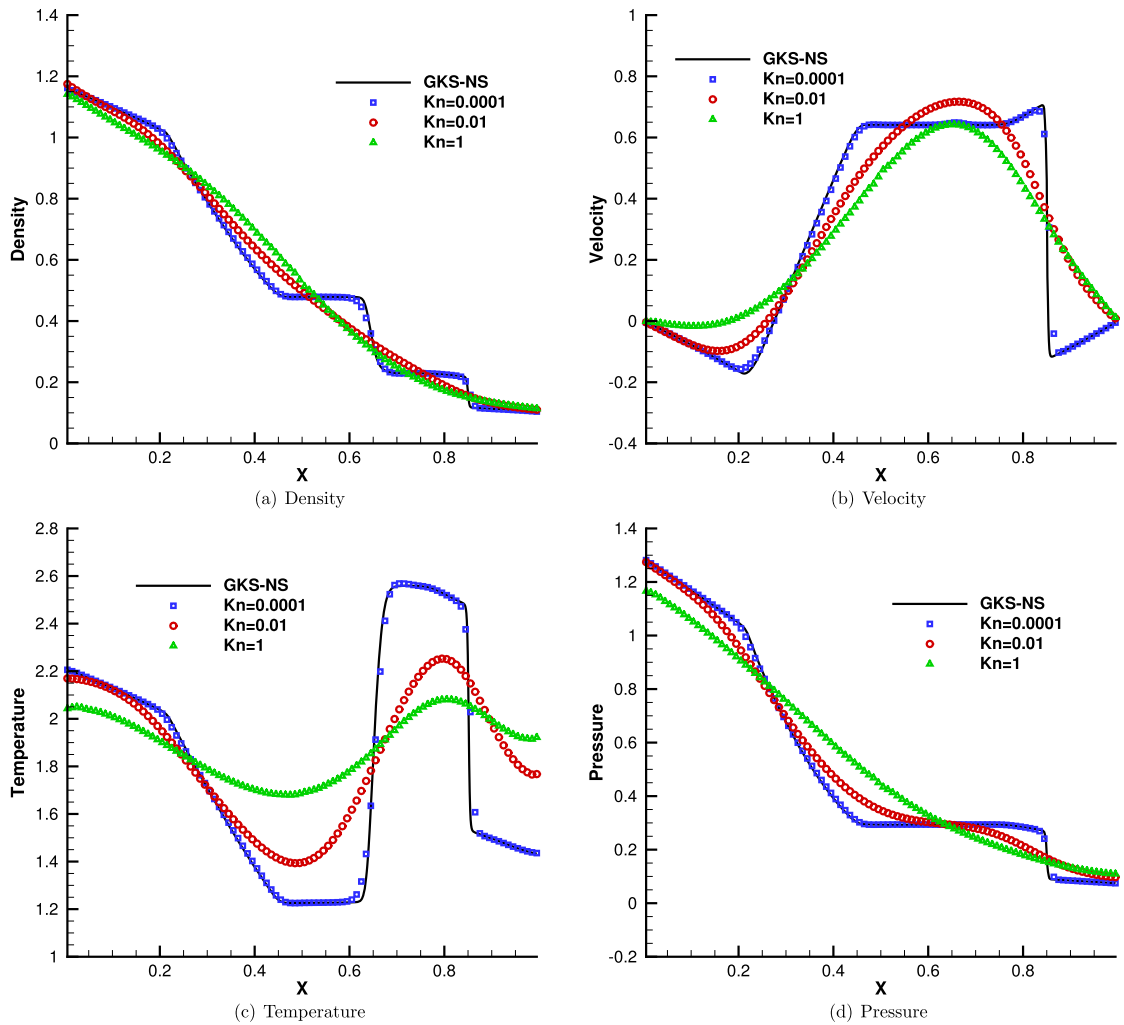 1.4
1.2
1
0.8
0.6
0.4
0.2
0
Density
GKS-NS
Kn=0.0001
Kn=0.01
Kn=1
0.2 0.4 0.6 0.8
X
(a) Density
1
0.8
0.6
0.4
0.2
0
-0.2
-0.4
Velocity
GKS-NS
Kn=0.0001
Kn=0.01
Kn=1
0.2 0.4 0.6 0.8
X
(b) Velocity
2.8
2.6
2.4
2.2
2
1.8
1.6
1.4
1.2
1
Temperature
GKS-NS
Kn=0.0001
Kn=0.01
Kn=1
0.2 0.4 0.6 0.8
X
(c) Temperature
1.4
1.2
1
0.8
0.6
0.4
0.2
0
-0.2
Pressure
GKS-NS
Kn=0.0001
Kn=0.01
Kn=1
0.2 0.4 0.6 0.8
X
(d) Pressure